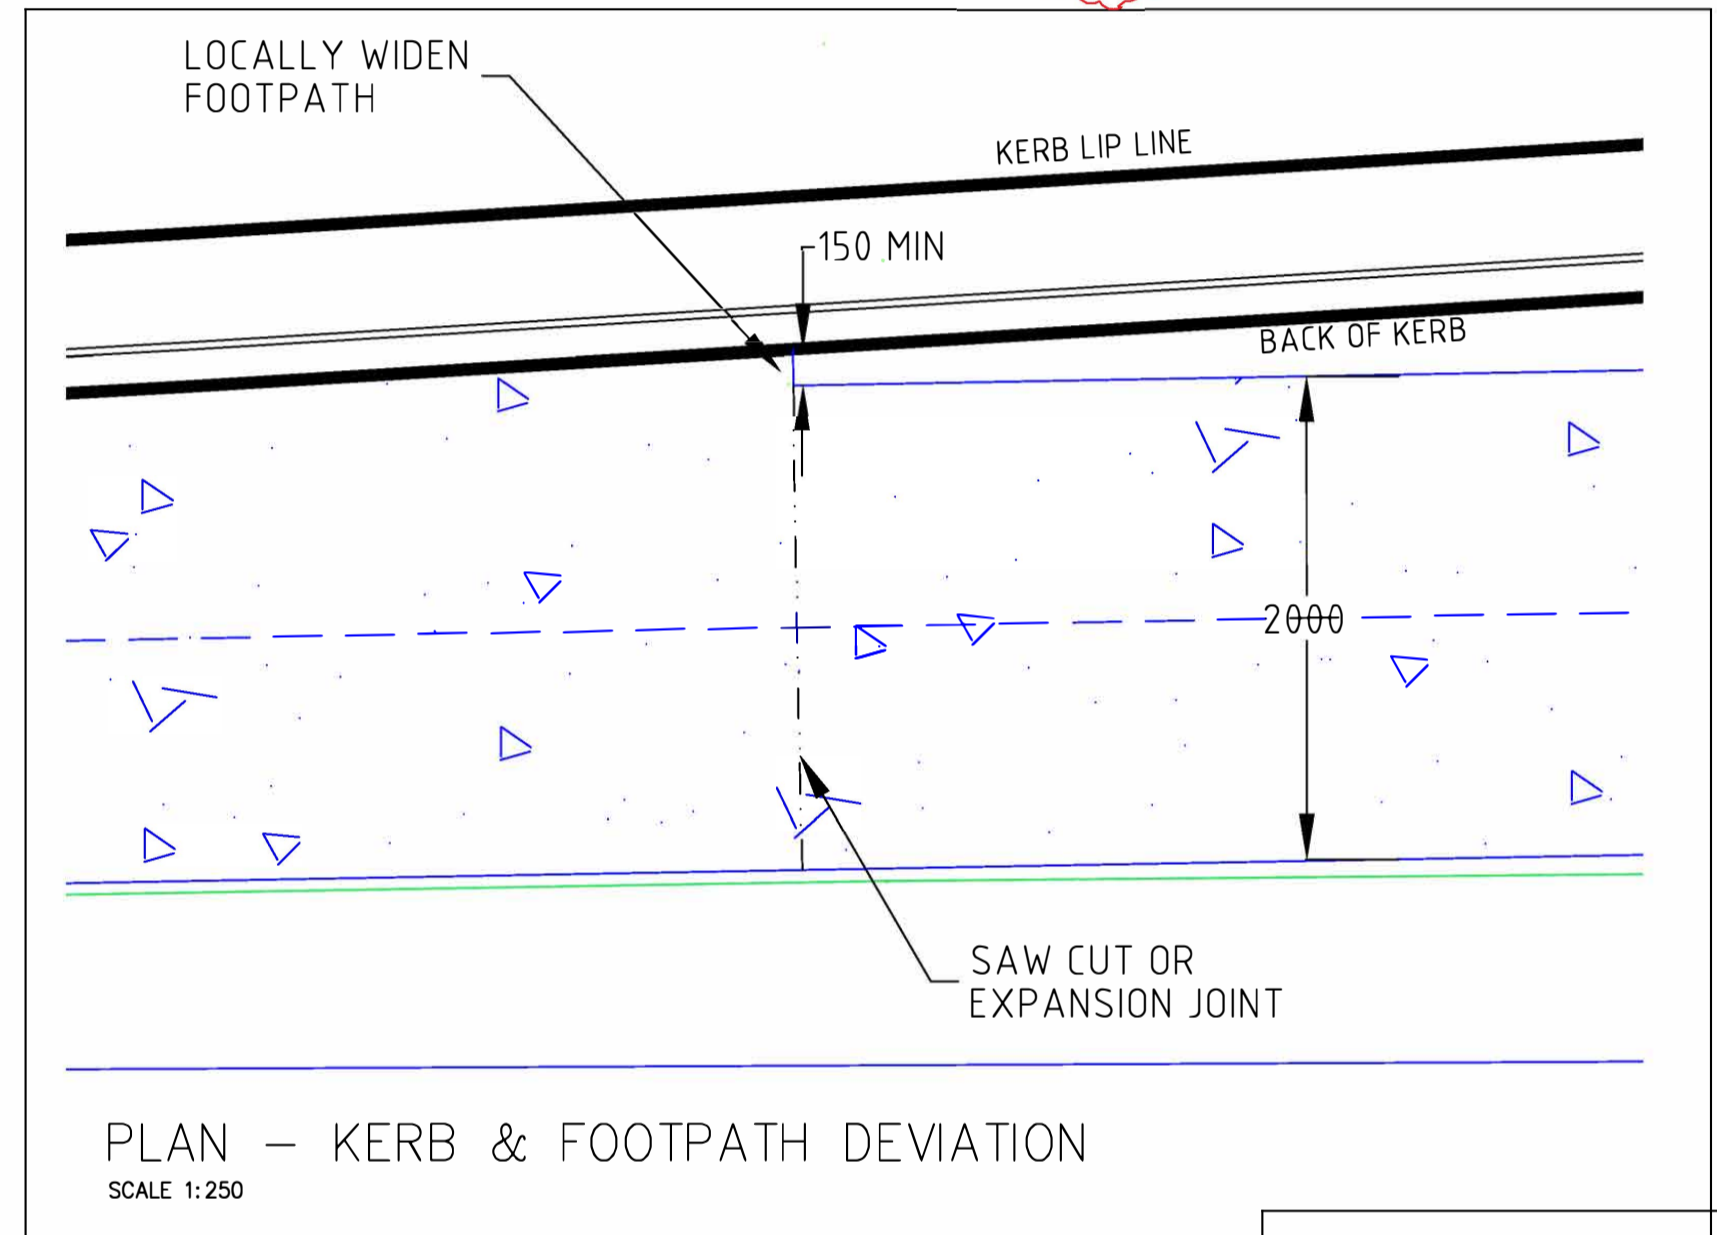 LOCALLY WIDEN
FOOTPATH
KERB LIP LINE
150 MIN
BACK OF KERB
2000
SAW CUT OR
EXPANSION JOINT
PLAN - KERB & FOOTPATH DEVIATION
SCALE 1:250